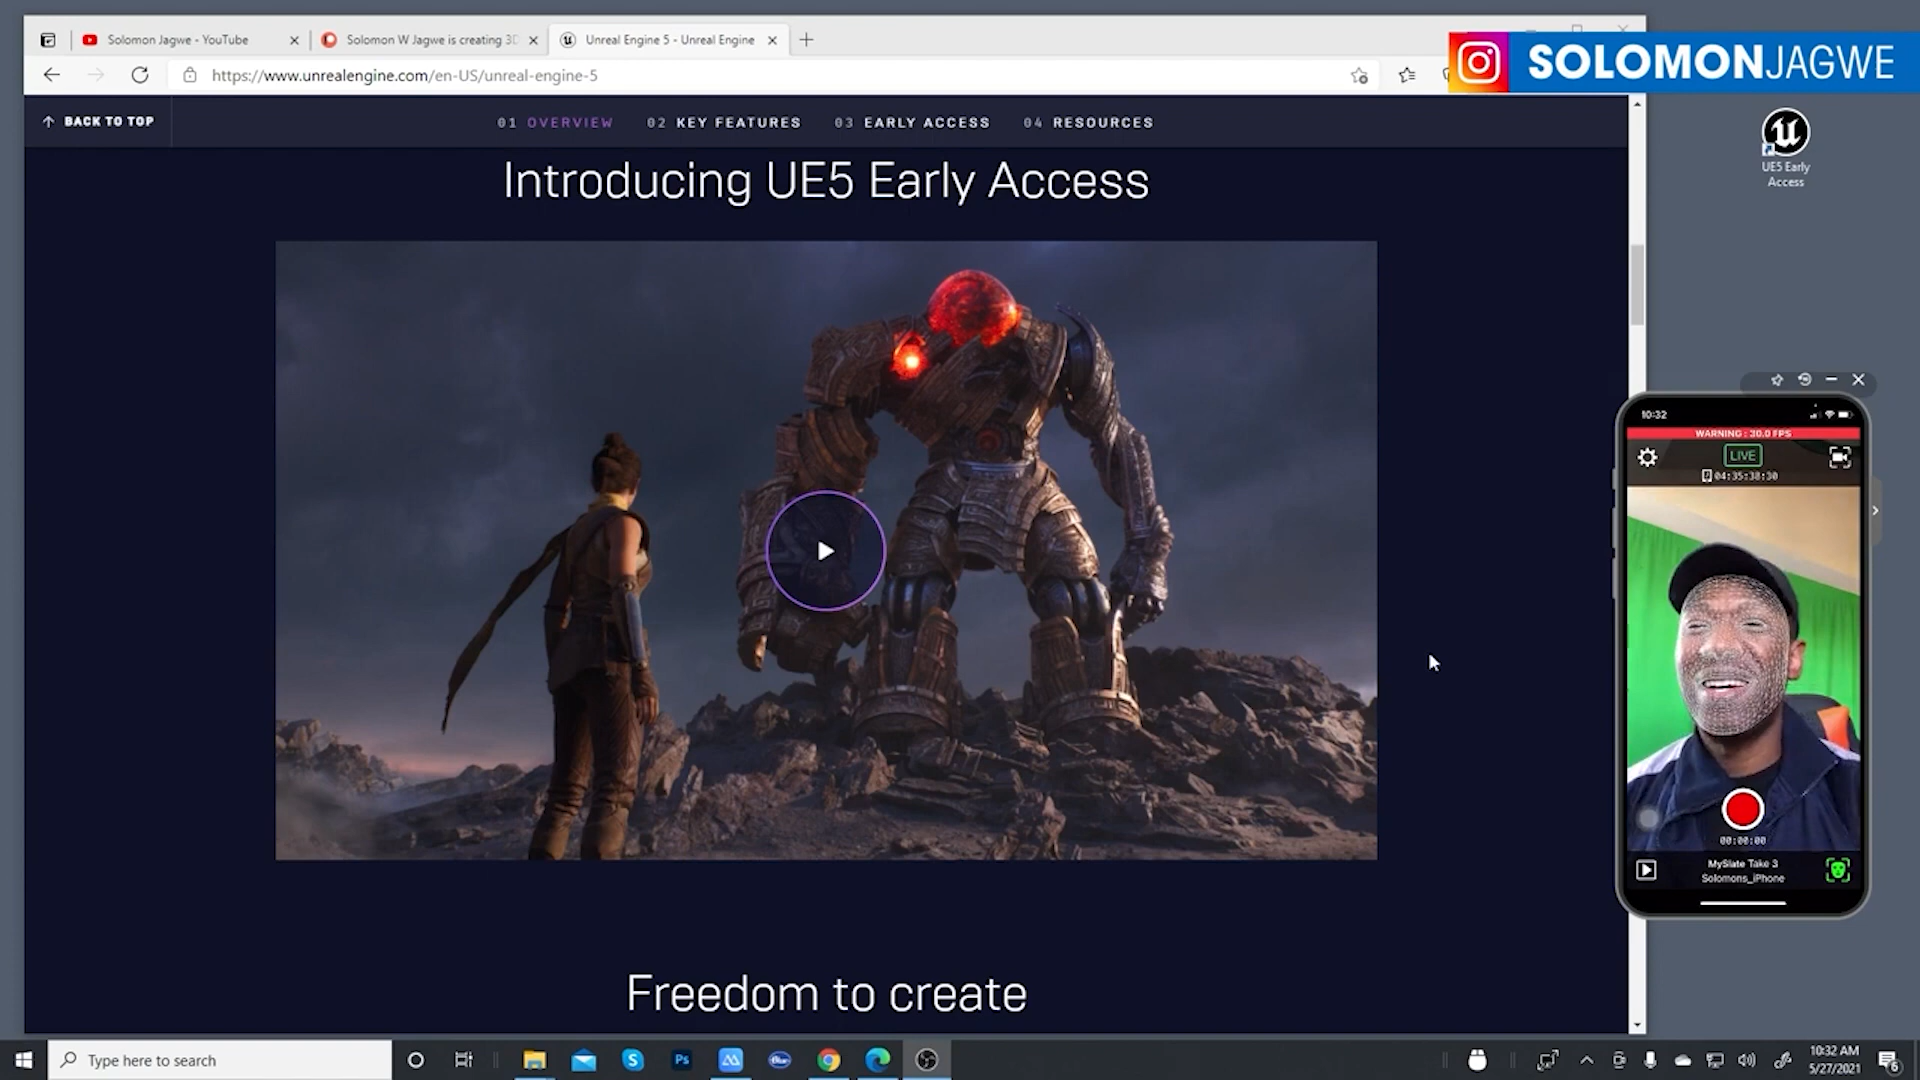 Solomon Jagwe - YouTube
Solomon W Jagwe is creating 3D
Unreal Engine 5 - Unreal Engine
https://www.unrealengine.com/en-US/unreal-engine-5
SOLOMONJAGWE
BACK TO TOP
01 OVERVIEW
02 KEY FEATURES
03 EARLY ACCESS
04 RESOURCES
Introducing UE5 Early Access
UE5 Early
Access
10:32
WARNING : 30.0 FPS
LIVE
04:35:38:30
00:00:00
MySlate Take 3
Solomons_iPhone
Freedom to create
Type here to search
Ps
10:32 AM
5/27/2021
6